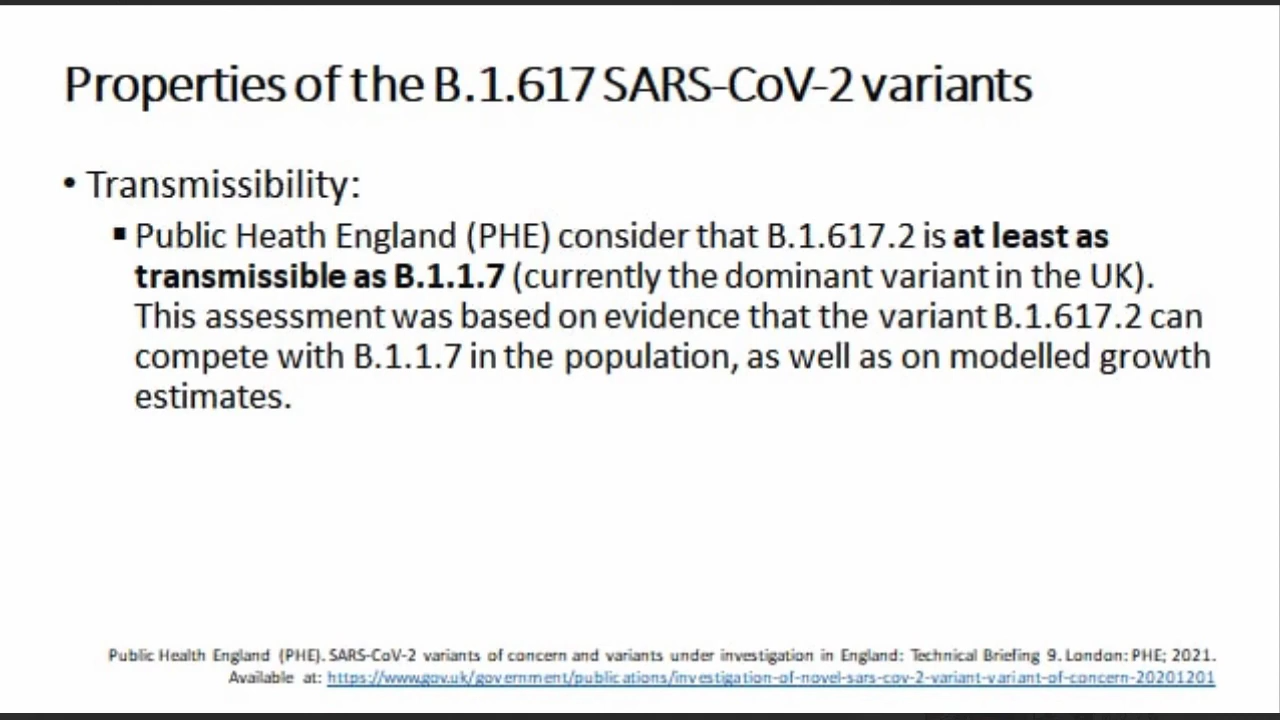 Properties of the B.1.617 SARS-CoV-2 variants
• Transmissibility:
▪ Public Heath England (PHE) consider that B.1.617.2 is at least as
transmissible as B.1.1.7 (currently the dominant variant in the UK).
This assessment was based on evidence that the variant B.1.617.2 can
compete with B.1.1.7 in the population, as well as on modelled growth
estimates.
Public Health England (PHE). SARS-CoV-2 variants of concern and variants under investigation in England: Technical Briefing 9. London: PHE; 2021.
Available at: https://www.gov.uk/government/publications/investigation-of-novel-sars-cov-2-variant-variant-of-concern-20201201